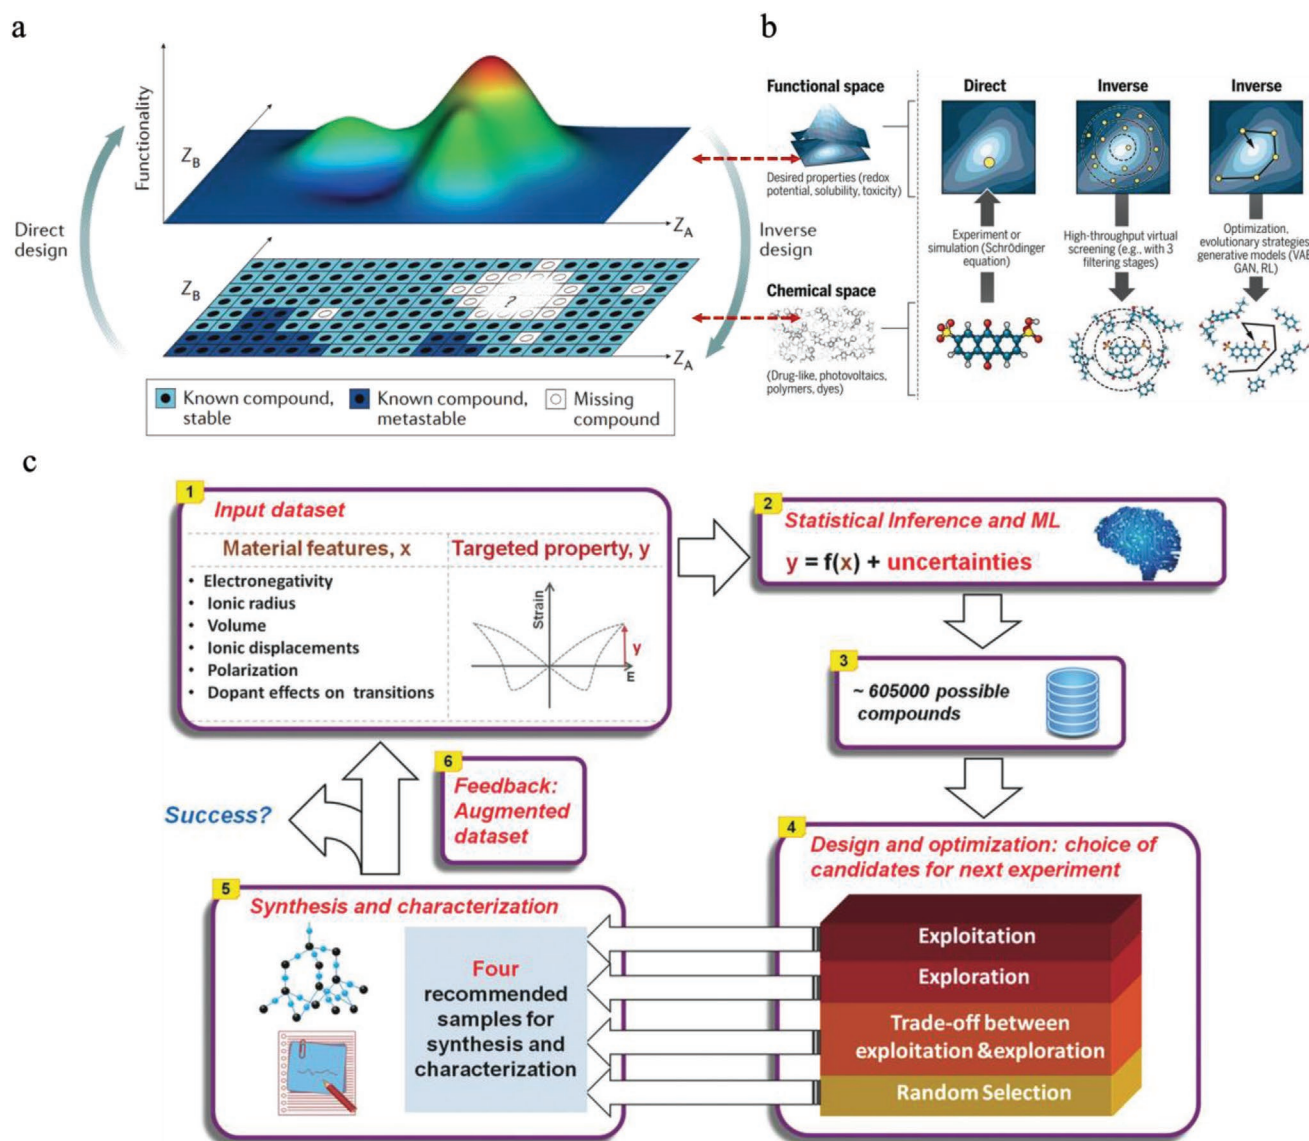 a
Functionality
Z_B
Z_A
Direct
design
Inverse
design
Z_B
?
Z_A
Known compound,
stable
Known compound,
metastable
Missing
compound
b
Functional space
Desired properties (redox
potential, solubility, toxicity)
Chemical space
(Drug-like, photovoltaics,
polymers, dyes)
Direct
Experiment or
simulation (Schrödinger
equation)
Inverse
High-throughput virtual
screening (e.g., with 3
filtering stages)
Inverse
Optimization,
evolutionary strategies,
generative models (VAE
GAN, RL)
c
1
Input dataset
Material features, x
• Electronegativity
• Ionic radius
• Volume
• Ionic displacements
• Polarization
• Dopant effects on transitions
Targeted property, y
Strain
y
E
2
Statistical Inference and ML
y = f(x) + uncertainties
3
~ 605000 possible
compounds
4
Design and optimization: choice of
candidates for next experiment
Exploitation
Exploration
Trade-off between
exploitation &exploration
Random Selection
5
Synthesis and characterization
Four
recommended
samples for
synthesis and
characterization
6
Feedback:
Augmented
dataset
Success?